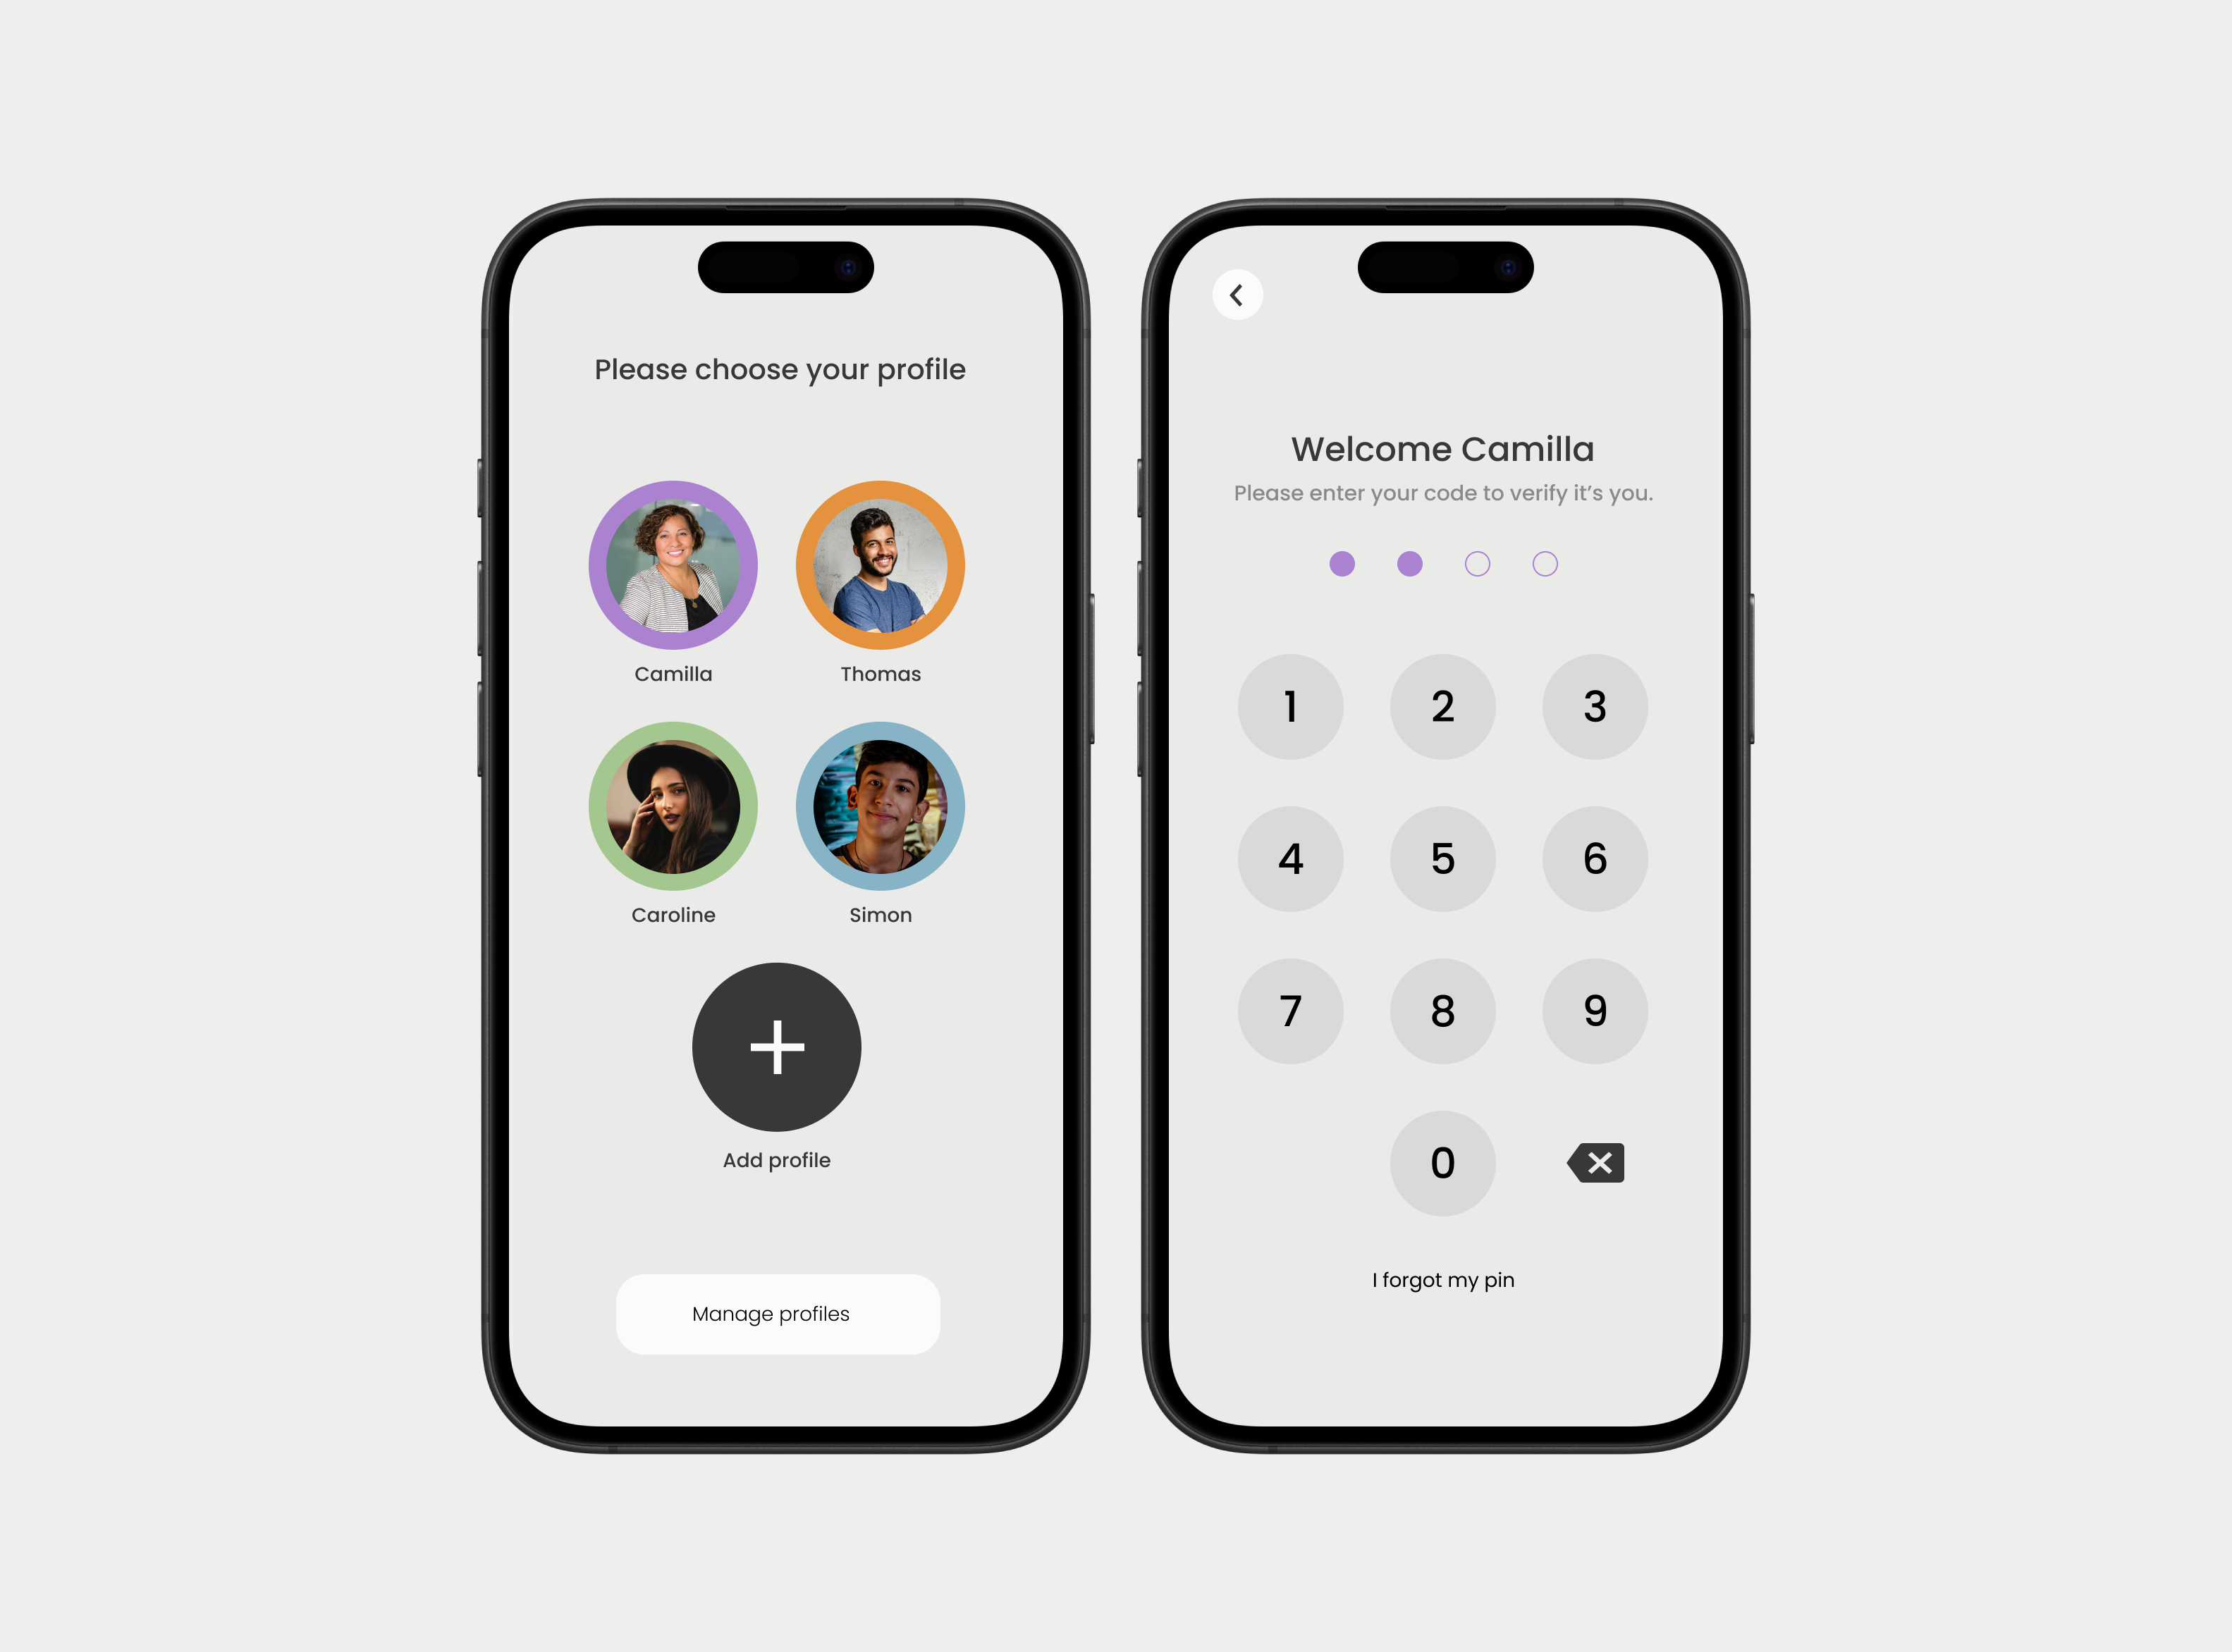 Please choose your profile
Camilla
Thomas
Caroline
Simon
Add profile
Manage profiles
Welcome Camilla
Please enter your code to verify it’s you.
1 2 3
4 5 6
7 8 9
0
I forgot my pin